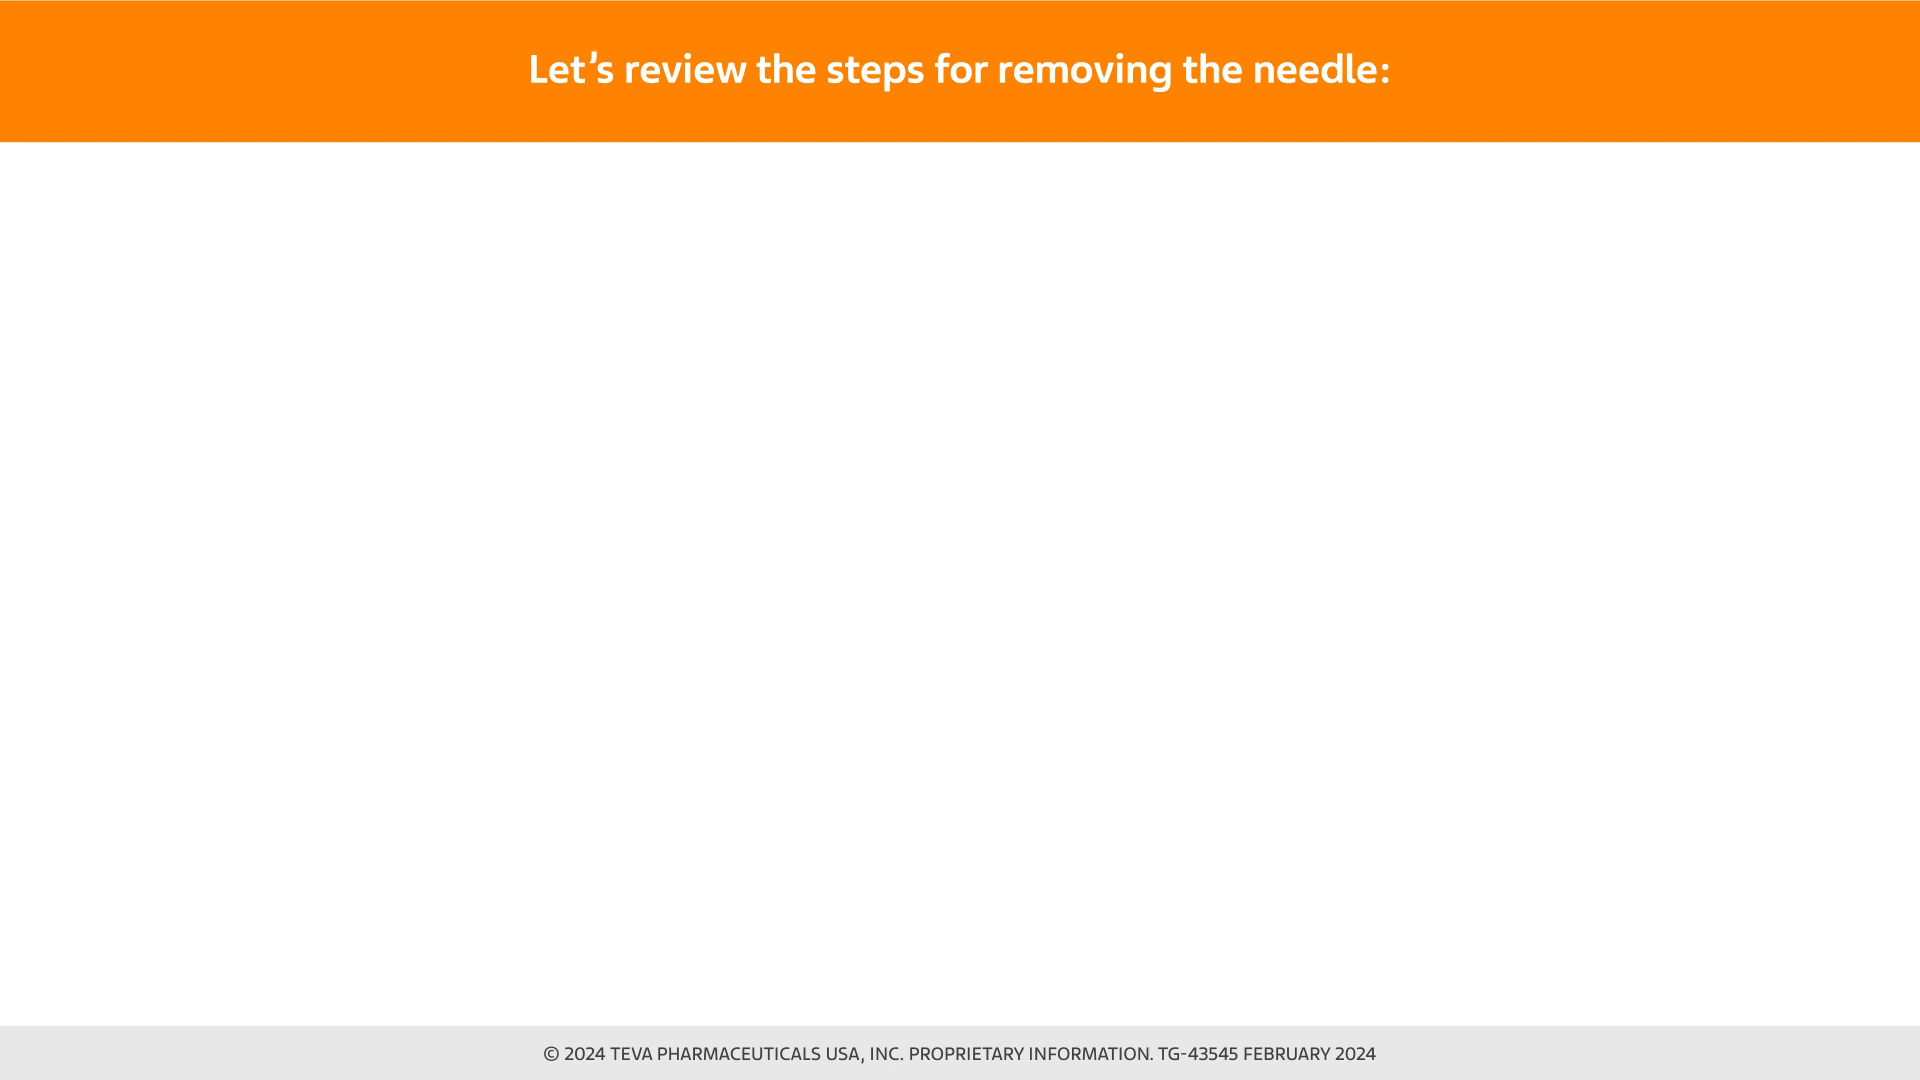 Let’s review the steps for removing the needle:
© 2024 TEVA PHARMACEUTICALS USA, INC. PROPRIETARY INFORMATION. TG-43545 FEBRUARY 2024